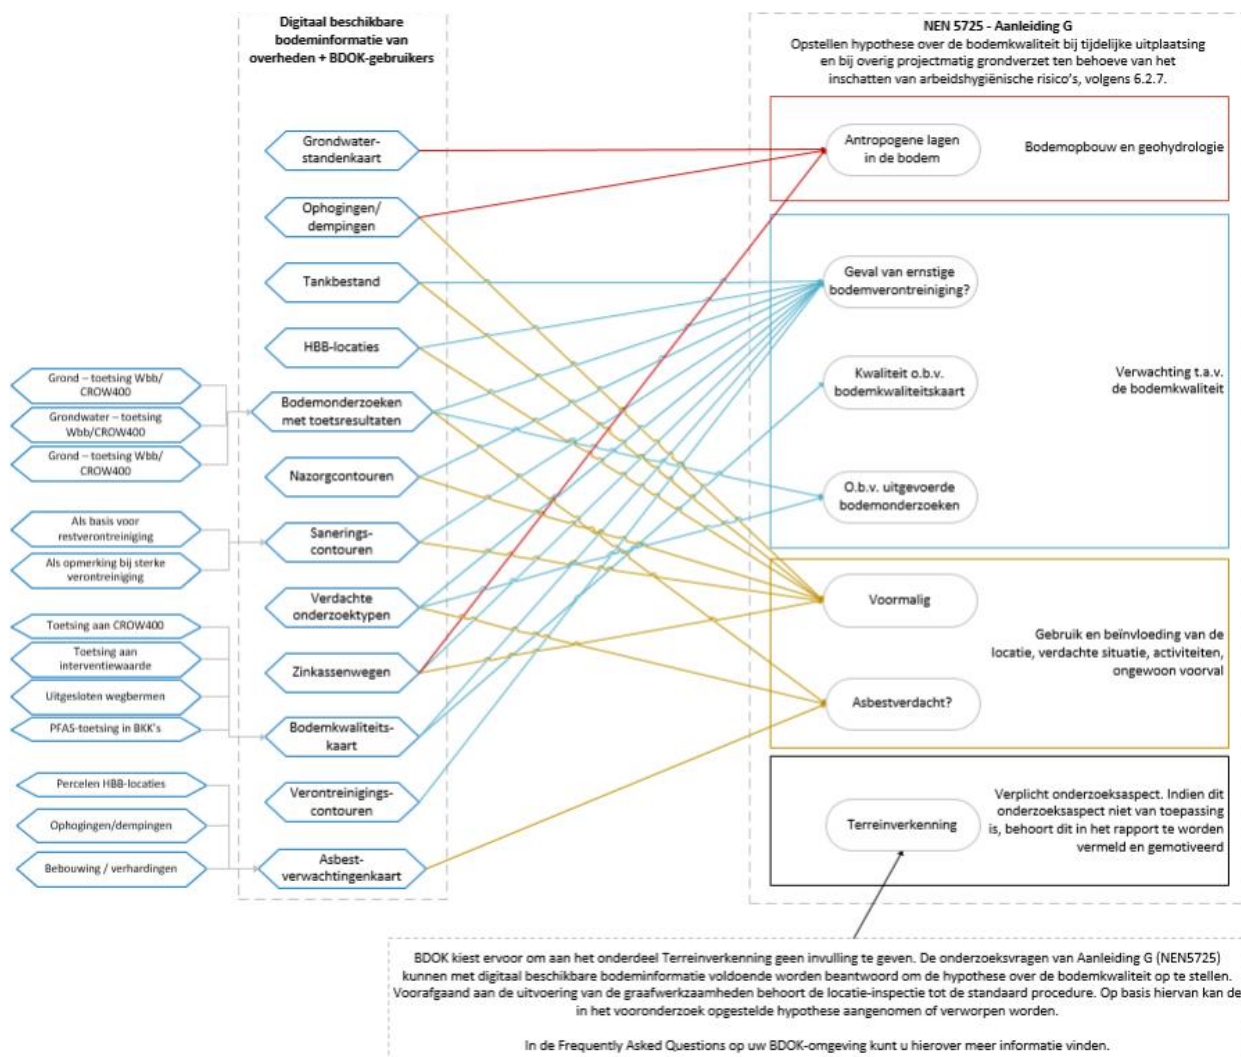 Digitaal beschikbare
bodeminformatie van
overheden + BDOK-gebruikers
NEN 5725 - Aanleiding G
Opstellen hypothese over de bodemkwaliteit bij tijdelijke uitplaatsing
en bij overig projectmatig grondverzet ten behoeve van het
inschatten van arbeidshygiënische risico's, volgens 6.2.7.
Grond – toetsing Wbb/
CROW400
Grondwater – toetsing
Wbb/CROW400
Grond – toetsing Wbb/
CROW400
Als basis voor
restverontreiniging
Als opmerking bij sterke
verontreiniging
Toetsing aan CROW400
Toetsing aan
interventiewaarde
Uitgesloten wegbermen
PFAS-toetsing in BKK's
Percelen HBB-locaties
Ophogingen/dempingen
Bebouwing / verhardingen
Grondwater-
standenkaart
Ophogingen/
dempingen
Tankbestand
HBB-locaties
Bodemonderzoeken
met toetsresultaten
Nazorgcontouren
Sanerings-
contouren
Verdachte
onderzoektypen
Zinkassenwegen
Bodemkwaliteits-
kaart
Verontreinigings-
contouren
Asbest-
verwachtingenkaart
Antropogene lagen
in de bodem
Bodemopbouw en geohydrologie
Geval van ernstige
bodemverontreiniging?
Kwaliteit o.b.v.
bodemkwaliteitskaart
O.b.v. uitgevoerde
bodemonderzoeken
Verwachting t.a.v.
de bodemkwaliteit
Voormalig
Asbestverdacht?
Gebruik en beïnvloeding van de
locatie, verdachte situatie, activiteiten,
ongewoon voorval
Terreinverkenning
Verplicht onderzoeksaspect. Indien dit
onderzoeksaspect niet van toepassing
is, behoort dit in het rapport te worden
vermeld en gemotiveerd
BDOK kiest ervoor om aan het onderdeel Terreinverkenning geen invulling te geven. De onderzoeksvragen van Aanleiding G (NEN5725)
kunnen met digitaal beschikbare bodeminformatie voldoende worden beantwoord om de hypothese over de bodemkwaliteit op te stellen.
Voorafgaand aan de uitvoering van de graafwerkzaamheden behoort de locatie-inspectie tot de standaard procedure. Op basis hiervan kan de
in het vooronderzoek opgestelde hypothese aangenomen of verworpen worden.
In de Frequently Asked Questions op uw BDOK-omgeving kunt u hierover meer informatie vinden.